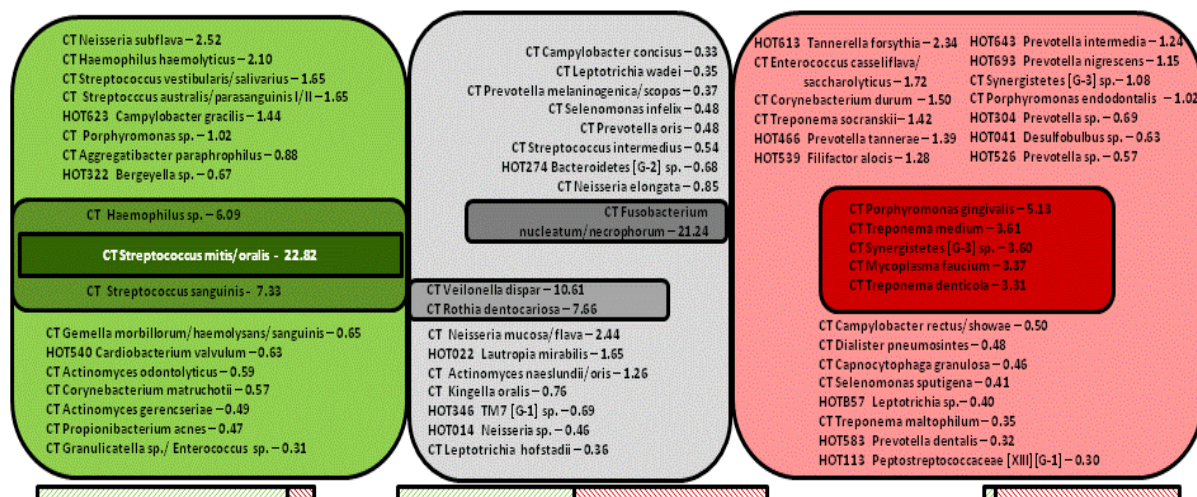 CT Neisseria subflava – 2.52
CT Haemophilus haemolyticus – 2.10
CT Streptococcus vestibularis/salivarius – 1.65
CT Streptocccus australis/parasanguinis I/II – 1.65
HOT623 Campylobacter gracilis – 1.44
CT Porphyromonas sp. – 1.02
CT Aggregatibacter paraphrophilus – 0.88
HOT322 Bergeyella sp. – 0.67
CT Haemophilus sp. – 6.09
CT Streptococcus mitis/oralis - 22.82
CT Streptococcus sanguinis - 7.33
CT Gemella morbillorum/haemolysans/sanguinis – 0.65
HOT540 Cardiobacterium valvulum – 0.63
CT Actinomyces odontolyticus – 0.59
CT Corynebacterium matruchotii – 0.57
CT Actinomyces gerencseriae – 0.49
CT Propionibacterium acnes – 0.47
CT Granulicatella sp./ Enterococcus sp. – 0.31
CT Campylobacter concisus – 0.33
CT Leptotrichia wadei – 0.35
CT Prevotella melaninogenica/scopos – 0.37
CT Selenomonas infelix – 0.48
CT Prevotella oris – 0.48
CT Streptococcus intermedius – 0.54
HOT274 Bacteroidetes [G-2] sp. – 0.68
CT Neisseria elongata – 0.85
CT Fusobacterium
nucleatum/necrophorum – 21.24
CT Veilonella dispar – 10.61
CT Rothia dentocariosa – 7.66
CT Neisseria mucosa/flava – 2.44
HOT022 Lautropia mirabilis – 1.65
CT Actinomyces naeslundii/oris – 1.26
CT Kingella oralis – 0.76
HOT346 TM7 [G-1] sp. – 0.69
HOT014 Neisseria sp. – 0.46
CT Leptotrichia hofstadii – 0.36
HOT613 Tannerella forsythia – 2.34
CT Enterococcus casseliflava/
saccharolyticus – 1.72
CT Corynebacterium durum – 1.50
CT Treponema socranskii – 1.42
HOT466 Prevotella tannerae – 1.39
HOT539 Filifactor alocis – 1.28
HOT643 Prevotella intermedia – 1.24
HOT693 Prevotella nigrescens – 1.15
CT Synergistetes [G-3] sp. – 1.08
CT Porphyromonas endodontalis – 1.02
HOT304 Prevotella sp. – 0.69
HOT041 Desulfobulbus sp. – 0.63
HOT526 Prevotella sp. – 0.57
CT Porphyromonas gingivalis – 5.13
CT Treponema medium – 3.61
CT Synergistetes [G-3] sp. – 3.60
CT Mycoplasma faucium – 3.37
CT Treponema denticola – 3.31
CT Campylobacter rectus/showae – 0.50
CT Dialister pneumosintes – 0.48
CT Capnocytophaga granulosa – 0.46
CT Selenomonas sputigena – 0.41
HOTB57 Leptotrichia sp. – 0.40
CT Treponema maltophilum – 0.35
HOT583 Prevotella dentalis – 0.32
HOT113 Peptostreptococcaceae [XIII] [G-1] – 0.30